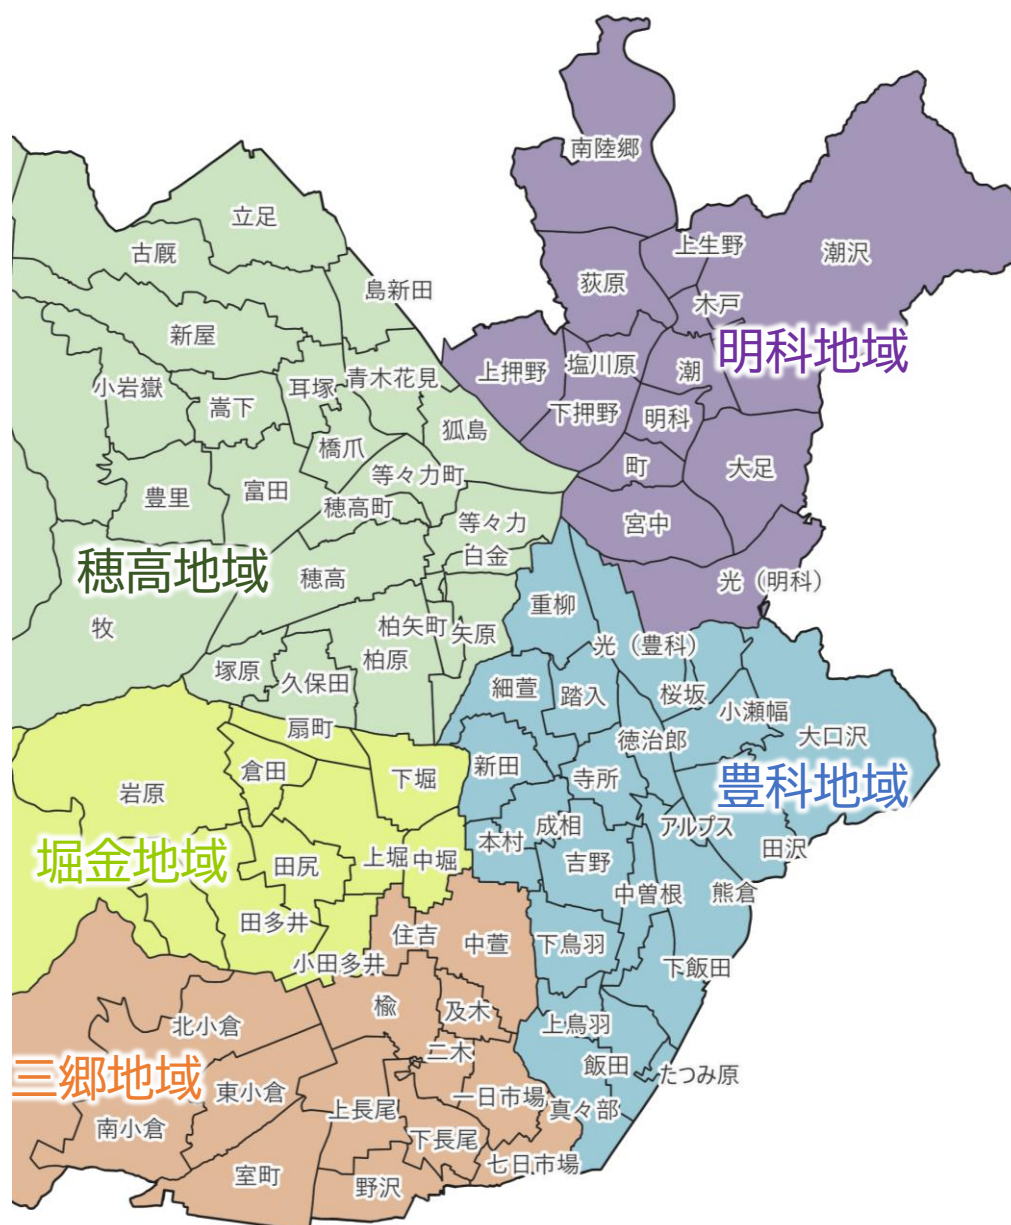 南陸郷
立足
上生野
潮沢
古厩
荻原
島新田
木戸
新屋
明科地域
上押野
塩川原
潮
小岩嶽
耳塚
青木花見
嵩下
下押野
明科
狐島
橋爪
町
大足
等々力町
豊里
富田
穂高町
等々力
宮中
白金
穂高地域
穂高
光（明科）
重柳
牧
柏矢町
矢原
光（豊科）
柏原
塚原
久保田
細萱
踏入
桜坂
小瀬幅
扇町
徳治郎
大口沢
倉田
新田
寺所
下堀
豊科地域
岩原
成相
アルプス
本村
田沢
堀金地域
田尻
上堀
中堀
吉野
中曽根
熊倉
田多井
住吉
中萱
下鳥羽
小田多井
下飯田
楡
及木
北小倉
上鳥羽
二木
飯田
たつみ原
三郷地域
東小倉
一日市場
上長尾
真々部
南小倉
下長尾
七日市場
室町
野沢